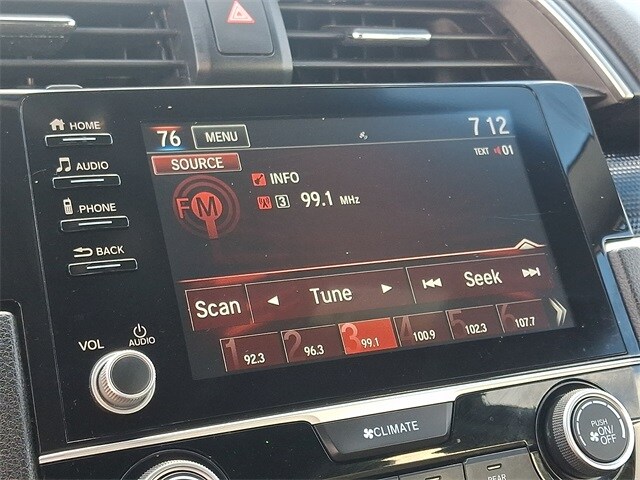 HOME
AUDIO
PHONE
BACK
VOL
AUDIO
76 MENU 7 12
SOURCE
TEXT 01
INFO
FM
3 99.1 MHz
Scan Tune Seek
1 92.3 2 96.3 3 99.1 4 100.9 5 102.3 6 107.7
CLIMATE
PUSH
ON/
OFF
REAR